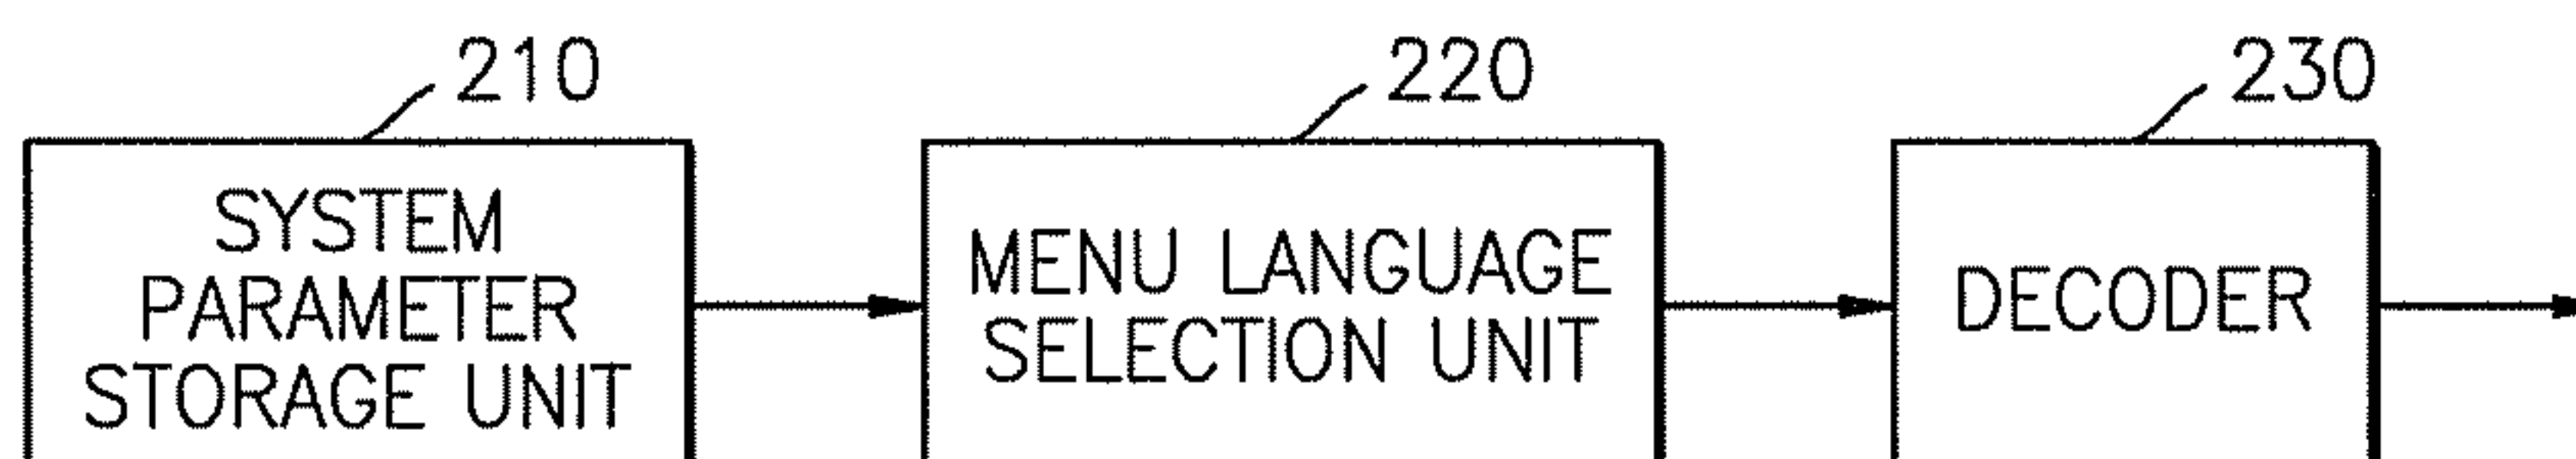 210
220
230
SYSTEM
PARAMETER
STORAGE UNIT
MENU LANGUAGE
SELECTION UNIT
DECODER